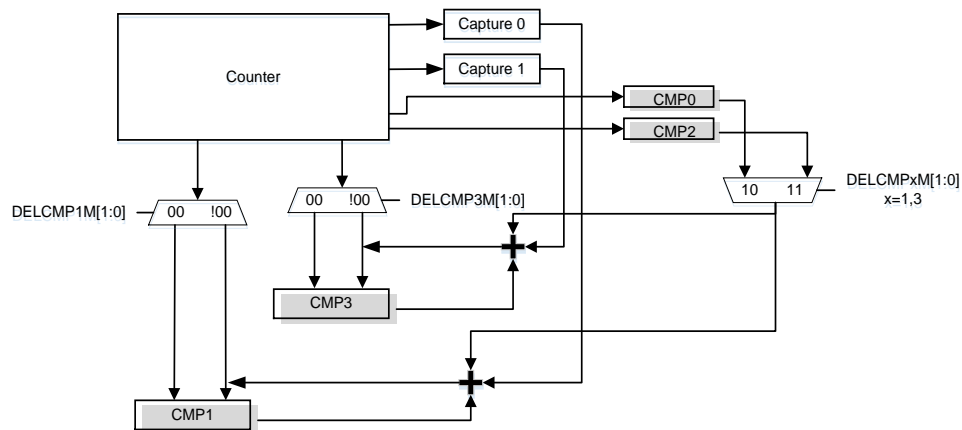 Capture 0
Counter
Capture 1
CMP0
CMP2
10 11
DELCMPxM[1:0]
x=1,3
DELCMP1M[1:0]
00 !00
00 !00
DELCMP3M[1:0]
CMP3
CMP1